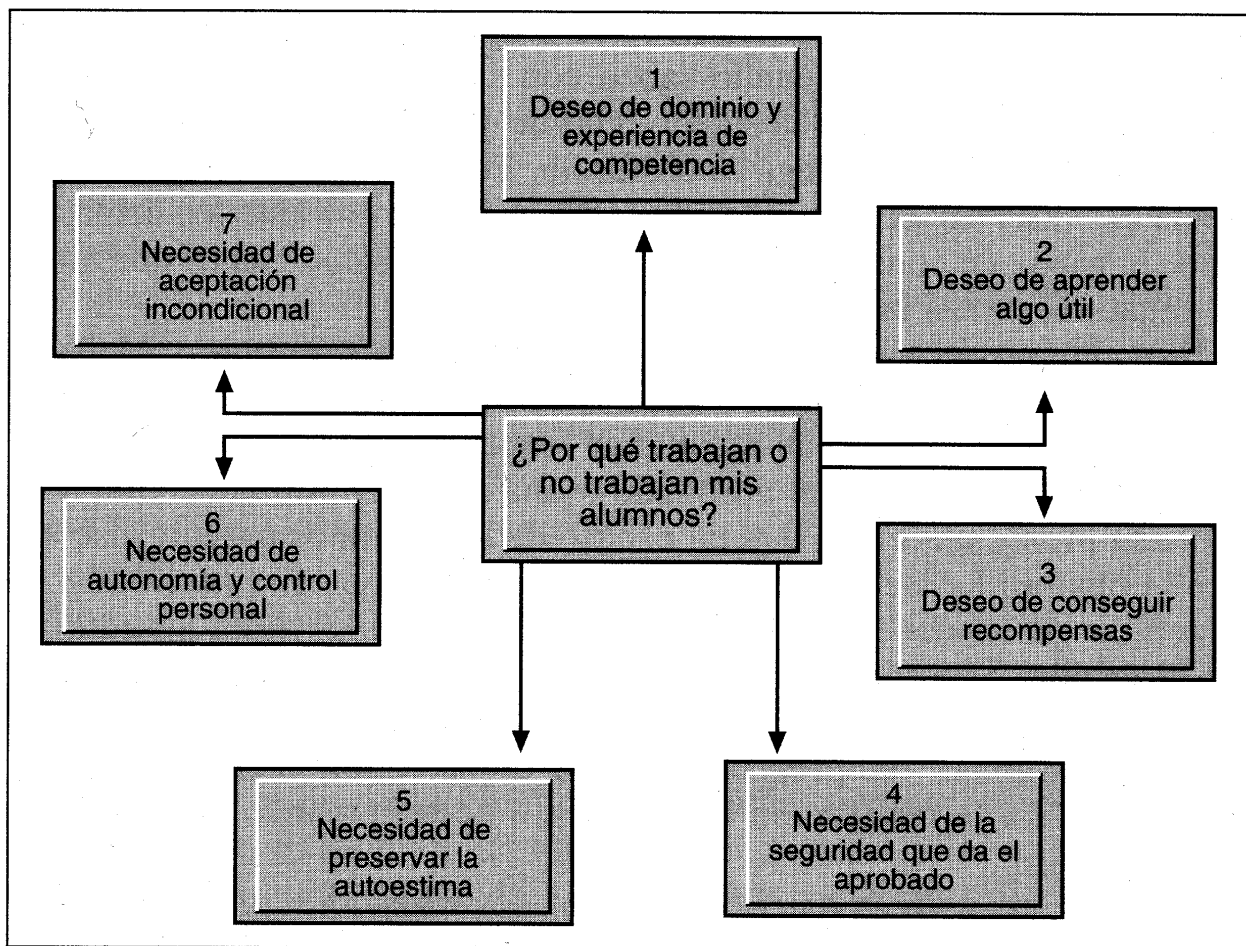 1
Deseo de dominio y
experiencia de
competencia
7
Necesidad de
aceptación
incondicional
2
Deseo de aprender
algo útil
¿Por qué trabajan o
no trabajan mis
alumnos?
6
Necesidad de
autonomía y control
personal
3
Deseo de conseguir
recompensas
5
Necesidad de
preservar la
autoestima
4
Necesidad de la
seguridad que da el
aprobado